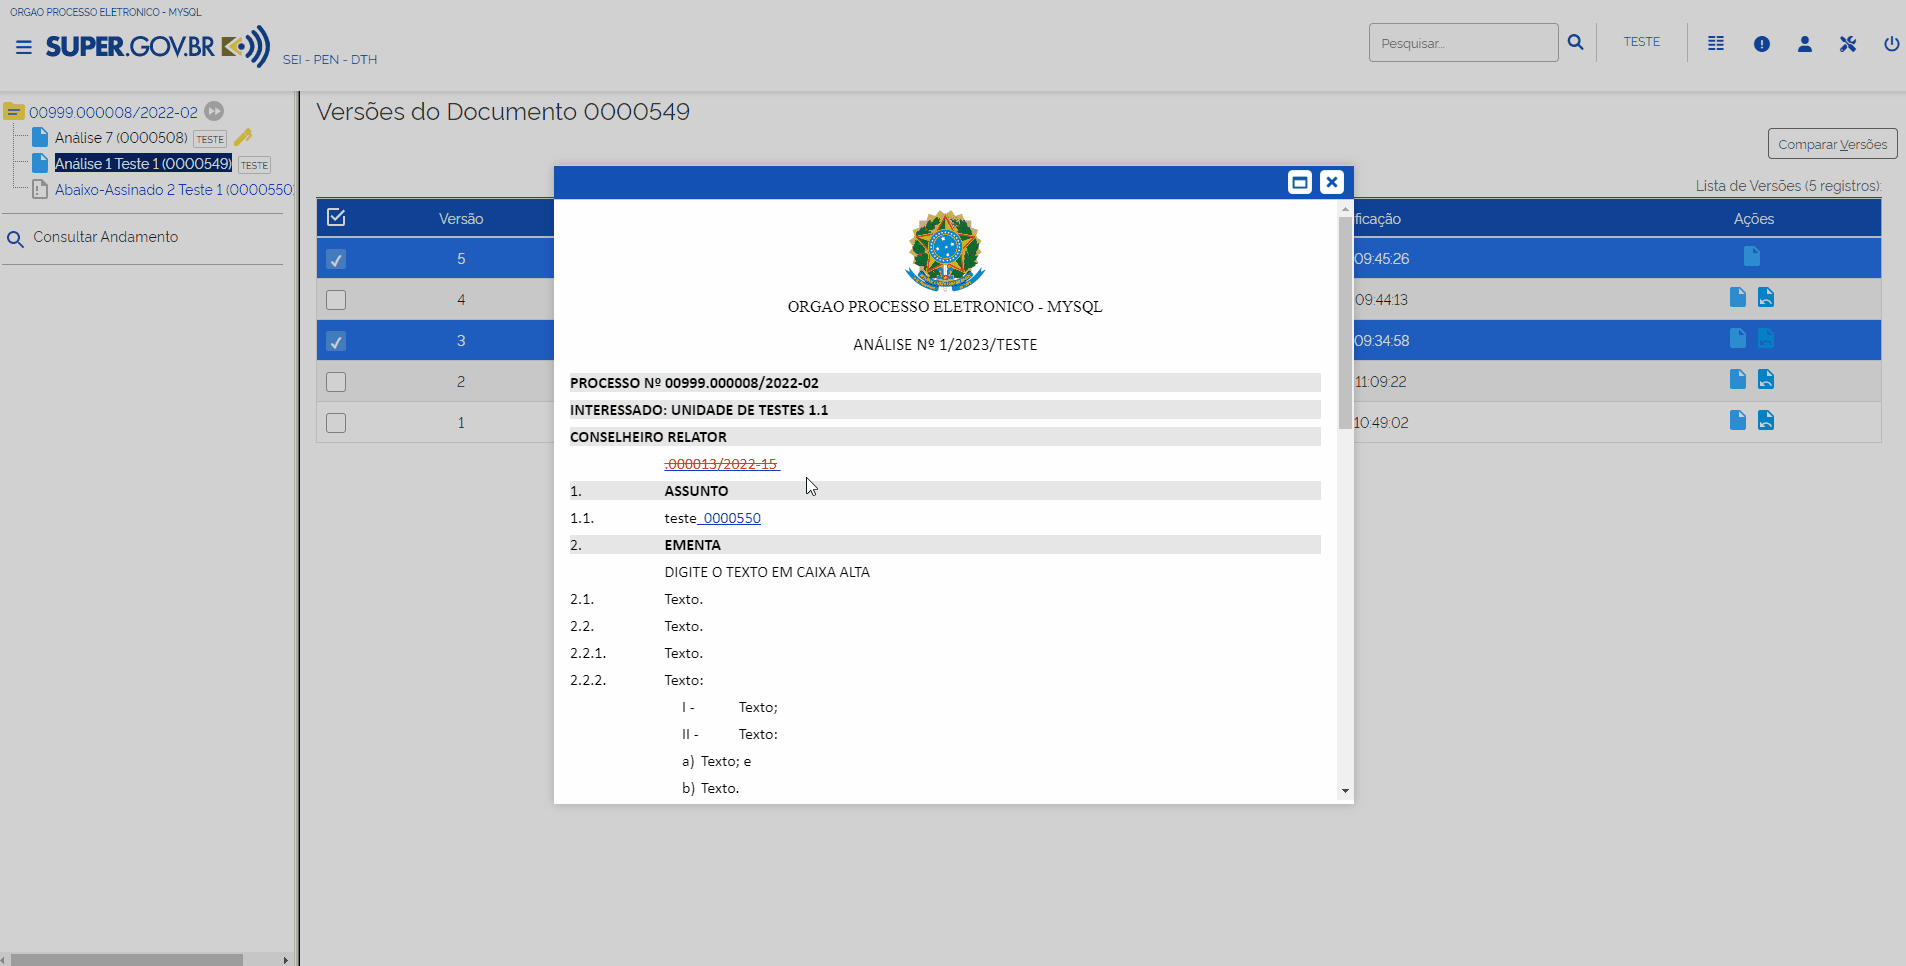 ORGAO PROCESSO ELETRONICO - MYSQL
SUPER.GOV.BR
SEI - PEN - DTH
Pesquisar...
TESTE
00999.000008/2022-02
Análise 7 (0000508) TESTE
Análise 1 Teste 1 (0000549) TESTE
Abaixo-Assinado 2 Teste 1 (0000550
Consultar Andamento
Versões do Documento 0000549
Comparar Versões
Lista de Versões (5 registros):
Versão ficação Ações
5 09:45:26
4 09:44:13
3 09:34:58
2 11:09:22
1 10:49:02
ORGAO PROCESSO ELETRONICO - MYSQL
ANÁLISE Nº 1/2023/TESTE
PROCESSO Nº 00999.000008/2022-02
INTERESSADO: UNIDADE DE TESTES 1.1
CONSELHEIRO RELATOR
.000013/2022-15
1. ASSUNTO
1.1. teste 0000550
2. EMENTA
DIGITE O TEXTO EM CAIXA ALTA
2.1. Texto.
2.2. Texto.
2.2.1. Texto.
2.2.2. Texto:
I - Texto;
II - Texto:
a) Texto; e
b) Texto.